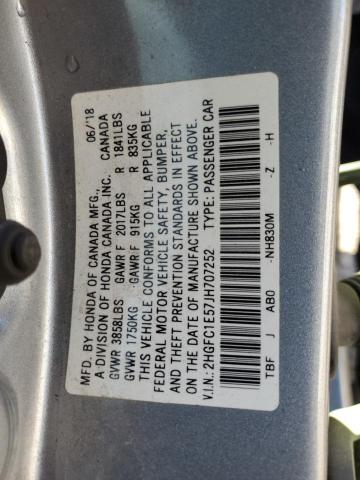 MFD. BY HONDA OF CANADA MFG., 06/'18
A DIVISION OF HONDA CANADA INC. CANADA
GVWR 3858LBS GAWR F 2017LBS R 1841LBS
GVWR 1750KG GAWR F 915KG R 835KG
THIS VEHICLE CONFORMS TO ALL APPLICABLE
FEDERAL MOTOR VEHICLE SAFETY, BUMPER,
AND THEFT PREVENTION STANDARDS IN EFFECT
ON THE DATE OF MANUFACTURE SHOWN ABOVE.
V.I.N.: 2HGFC1E57JH707252 TYPE: PASSENGER CAR
TBF J AB0 -NH830M -Z -H